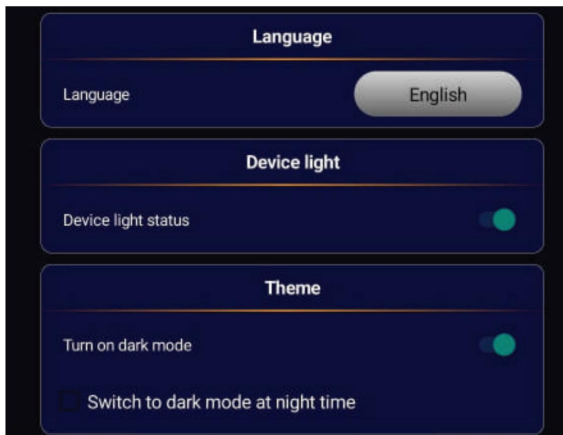 Language
Language
English
Device light
Device light status
Theme
Turn on dark mode
Switch to dark mode at night time